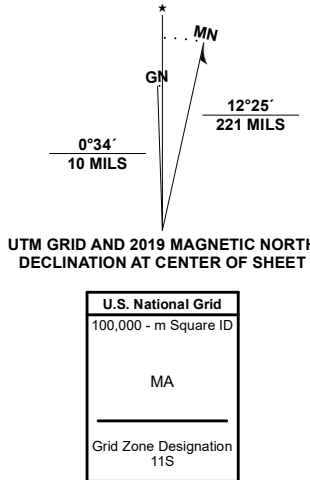 ★
MN
GN
0°34´
10 MILS
12°25´
221 MILS
UTM GRID AND 2019 MAGNETIC NORTH
DECLINATION AT CENTER OF SHEET
U.S. National Grid
100,000 - m Square ID
MA
Grid Zone Designation
11S